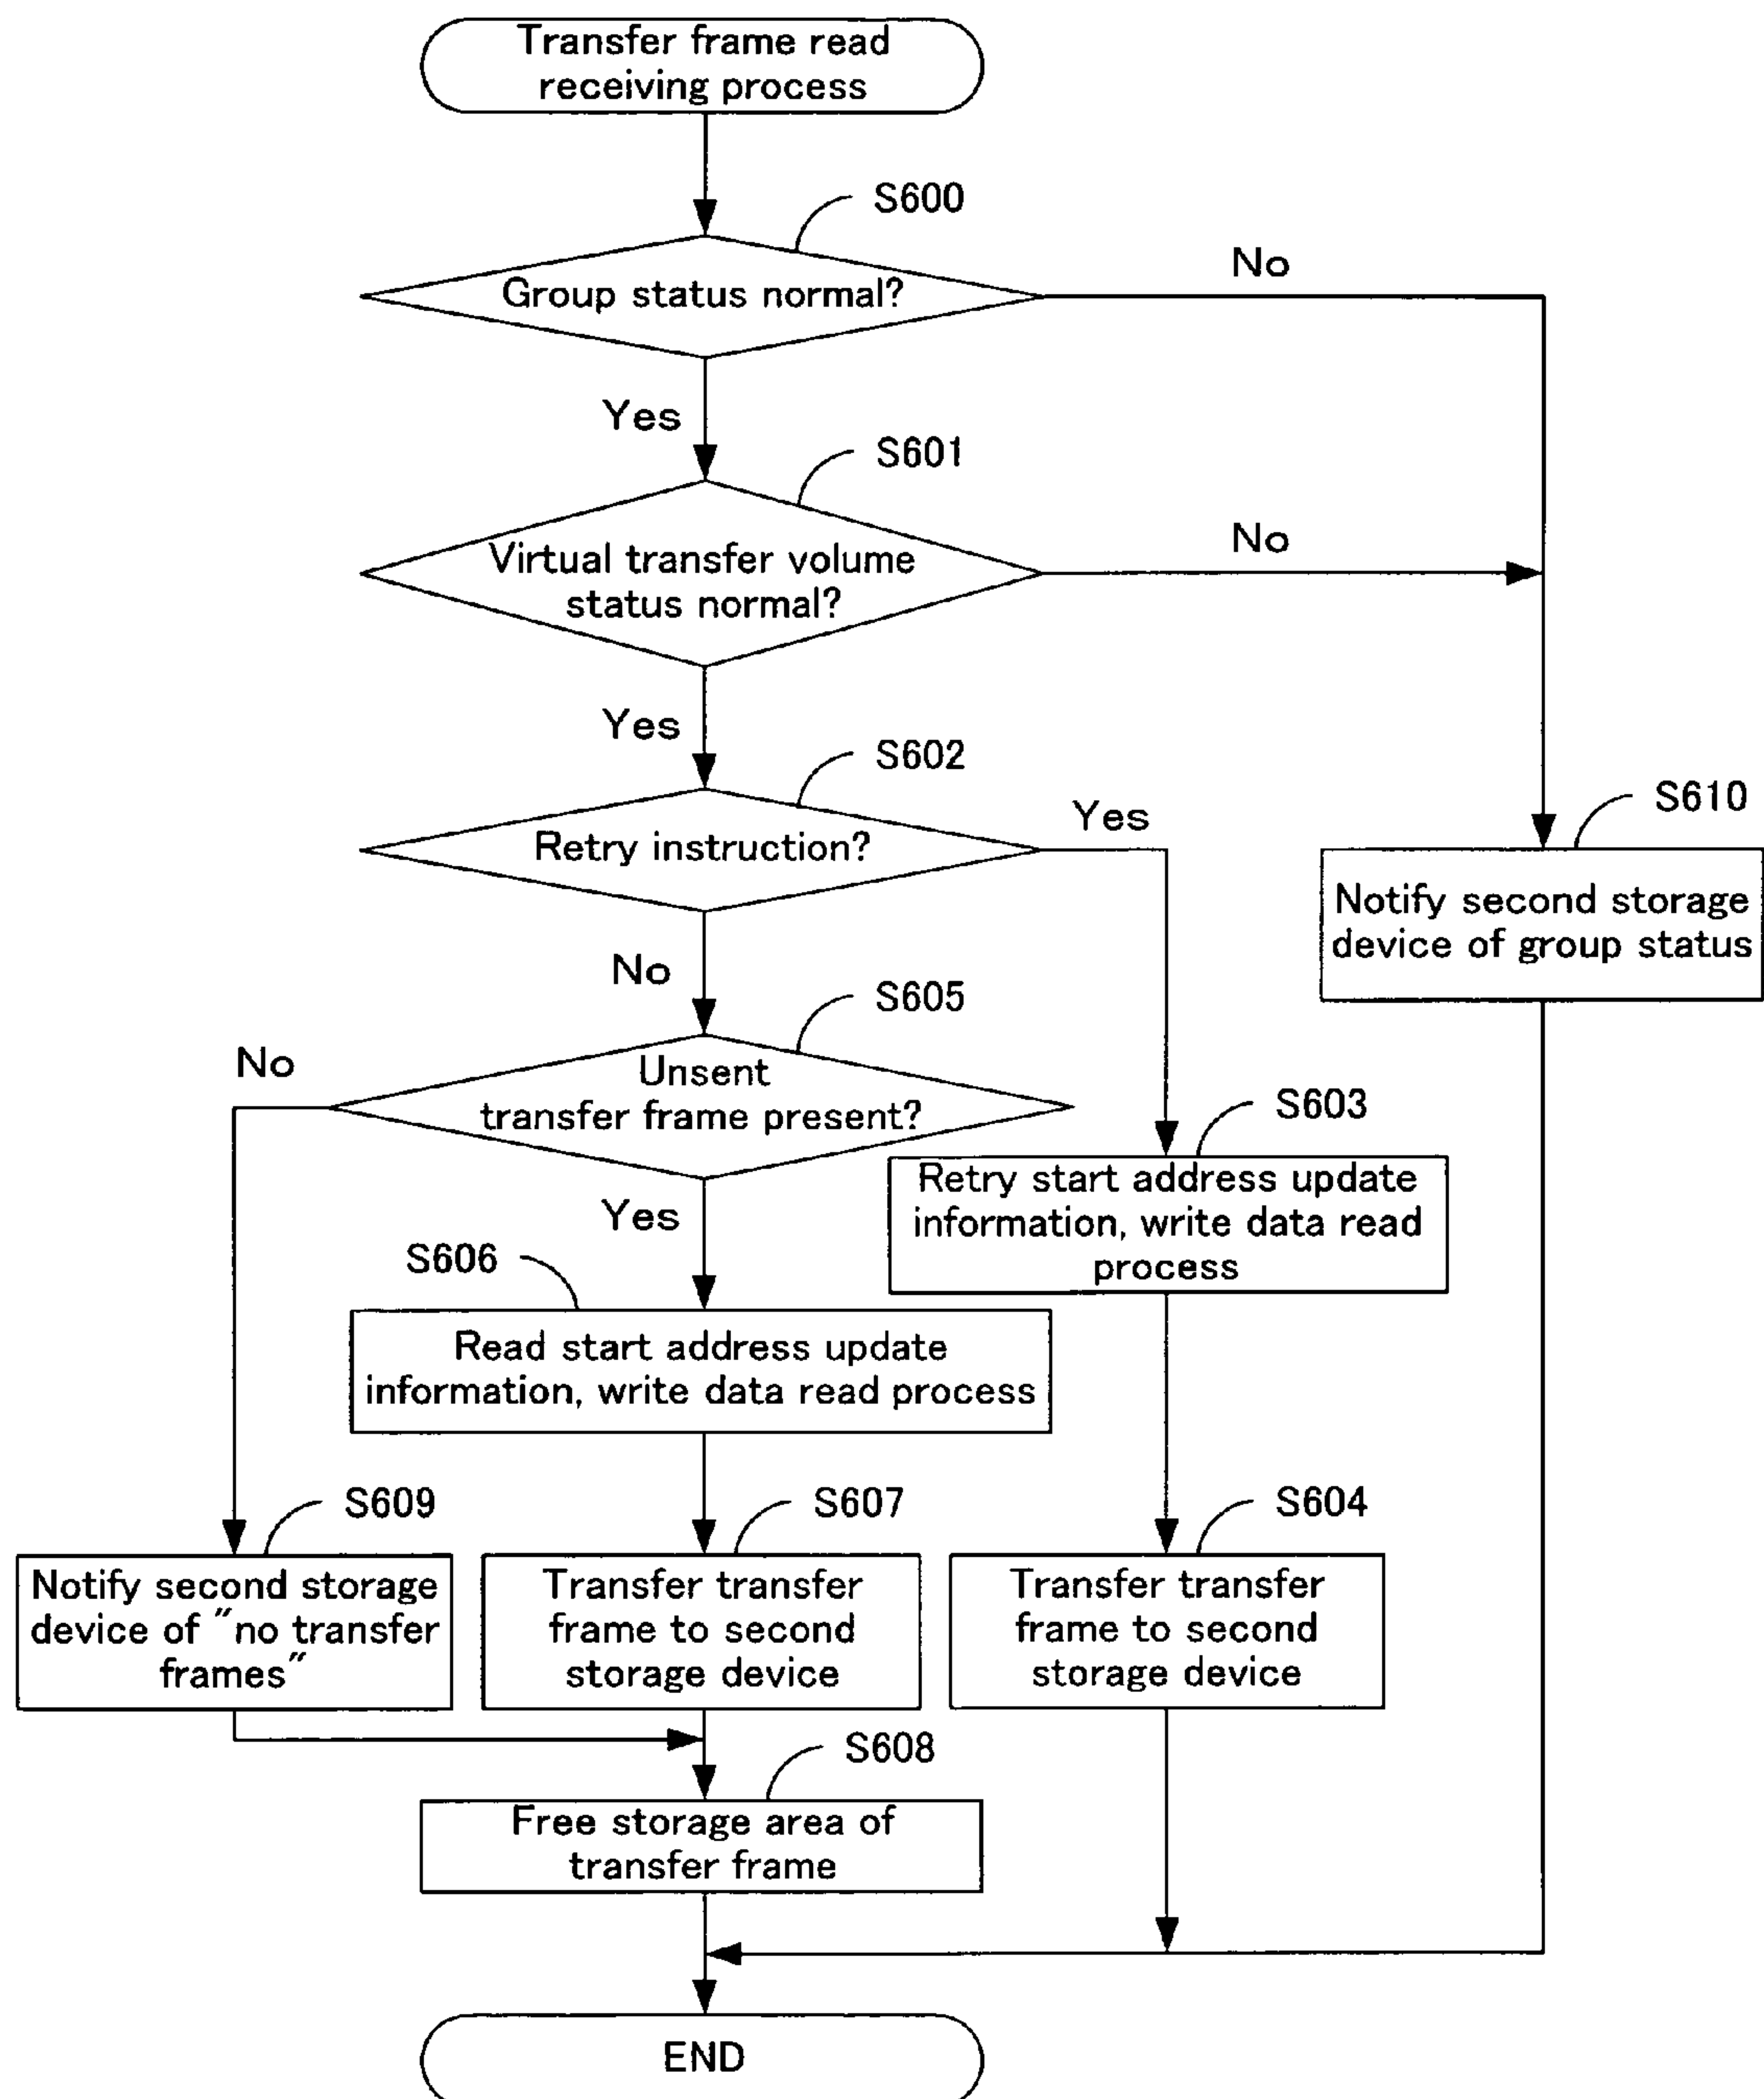 Transfer frame read
receiving process
S600
Group status normal?
No
Yes
S601
Virtual transfer volume
status normal?
No
Yes
S602
Retry instruction?
Yes
S610
Notify second storage
device of group status
No
S605
Unsent
transfer frame present?
No
S603
Retry start address update
information, write data read
process
Yes
S606
Read start address update
information, write data read process
S609
Notify second storage
device of "no transfer
frames"
S607
Transfer transfer
frame to second
storage device
S604
Transfer transfer
frame to second
storage device
S608
Free storage area of
transfer frame
END